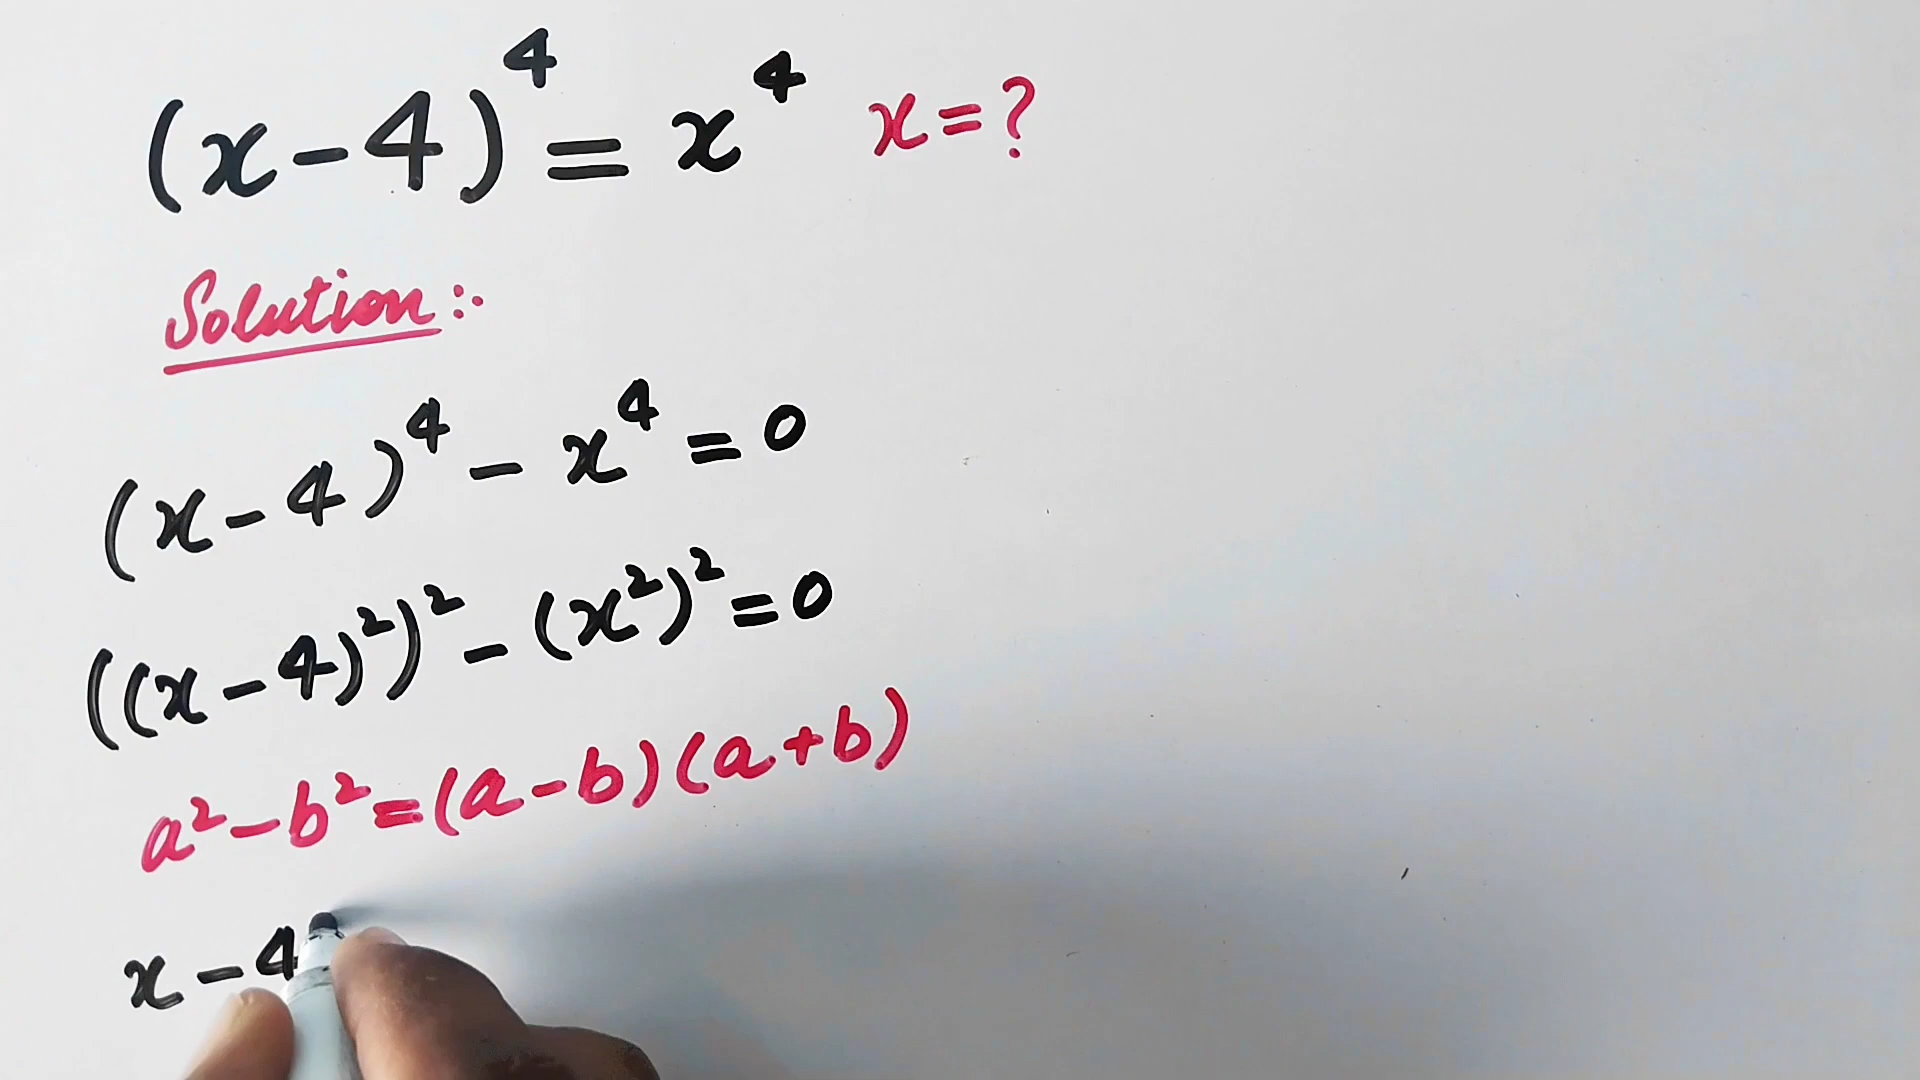 (x-4)⁴ = x⁴ x=?
Solution:-
(x-4)⁴ - x⁴ = 0
((x-4)²)² - (x²)² = 0
a² - b² = (a-b)(a+b)
x - 4